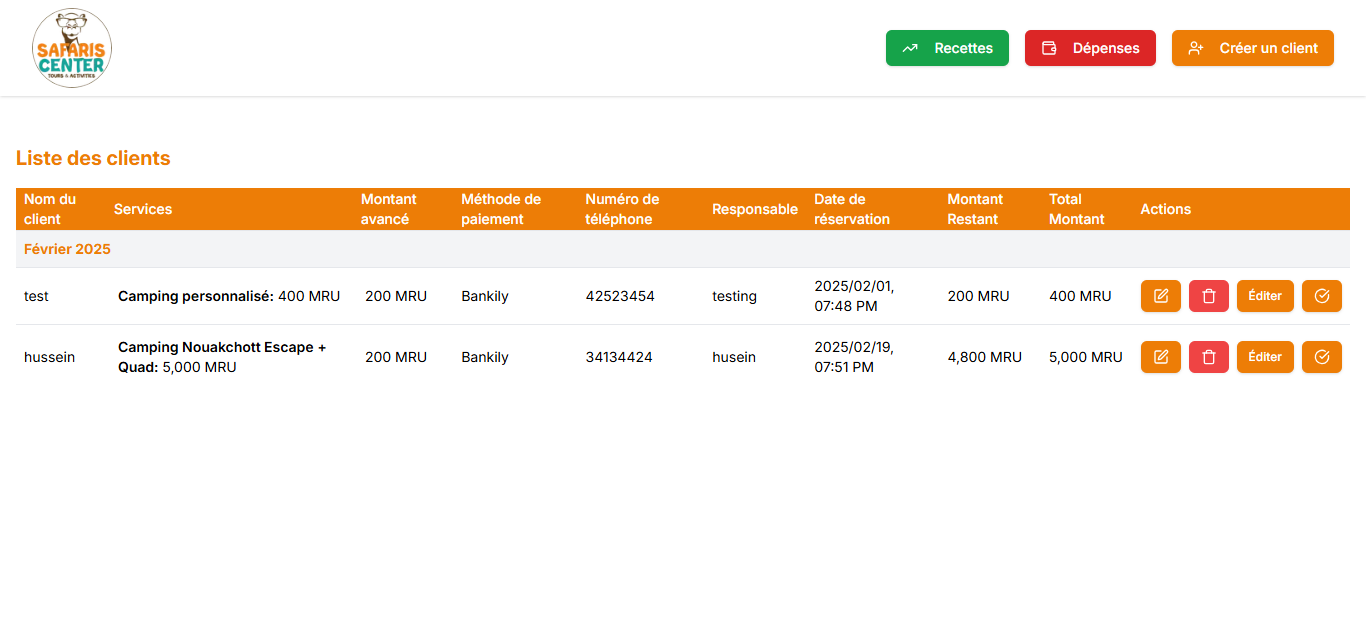 SAFARIS
CENTER
TOURS & ACTIVITIES
Recettes
Dépenses
Créer un client
Liste des clients
Nom du client
Services
Montant avancé
Méthode de paiement
Numéro de téléphone
Responsable
Date de réservation
Montant Restant
Total Montant
Actions
Février 2025
test
Camping personnalisé: 400 MRU
200 MRU
Bankily
42523454
testing
2025/02/01, 07:48 PM
200 MRU
400 MRU
Éditer
hussein
Camping Nouakchott Escape + Quad: 5,000 MRU
200 MRU
Bankily
34134424
husein
2025/02/19, 07:51 PM
4,800 MRU
5,000 MRU
Éditer